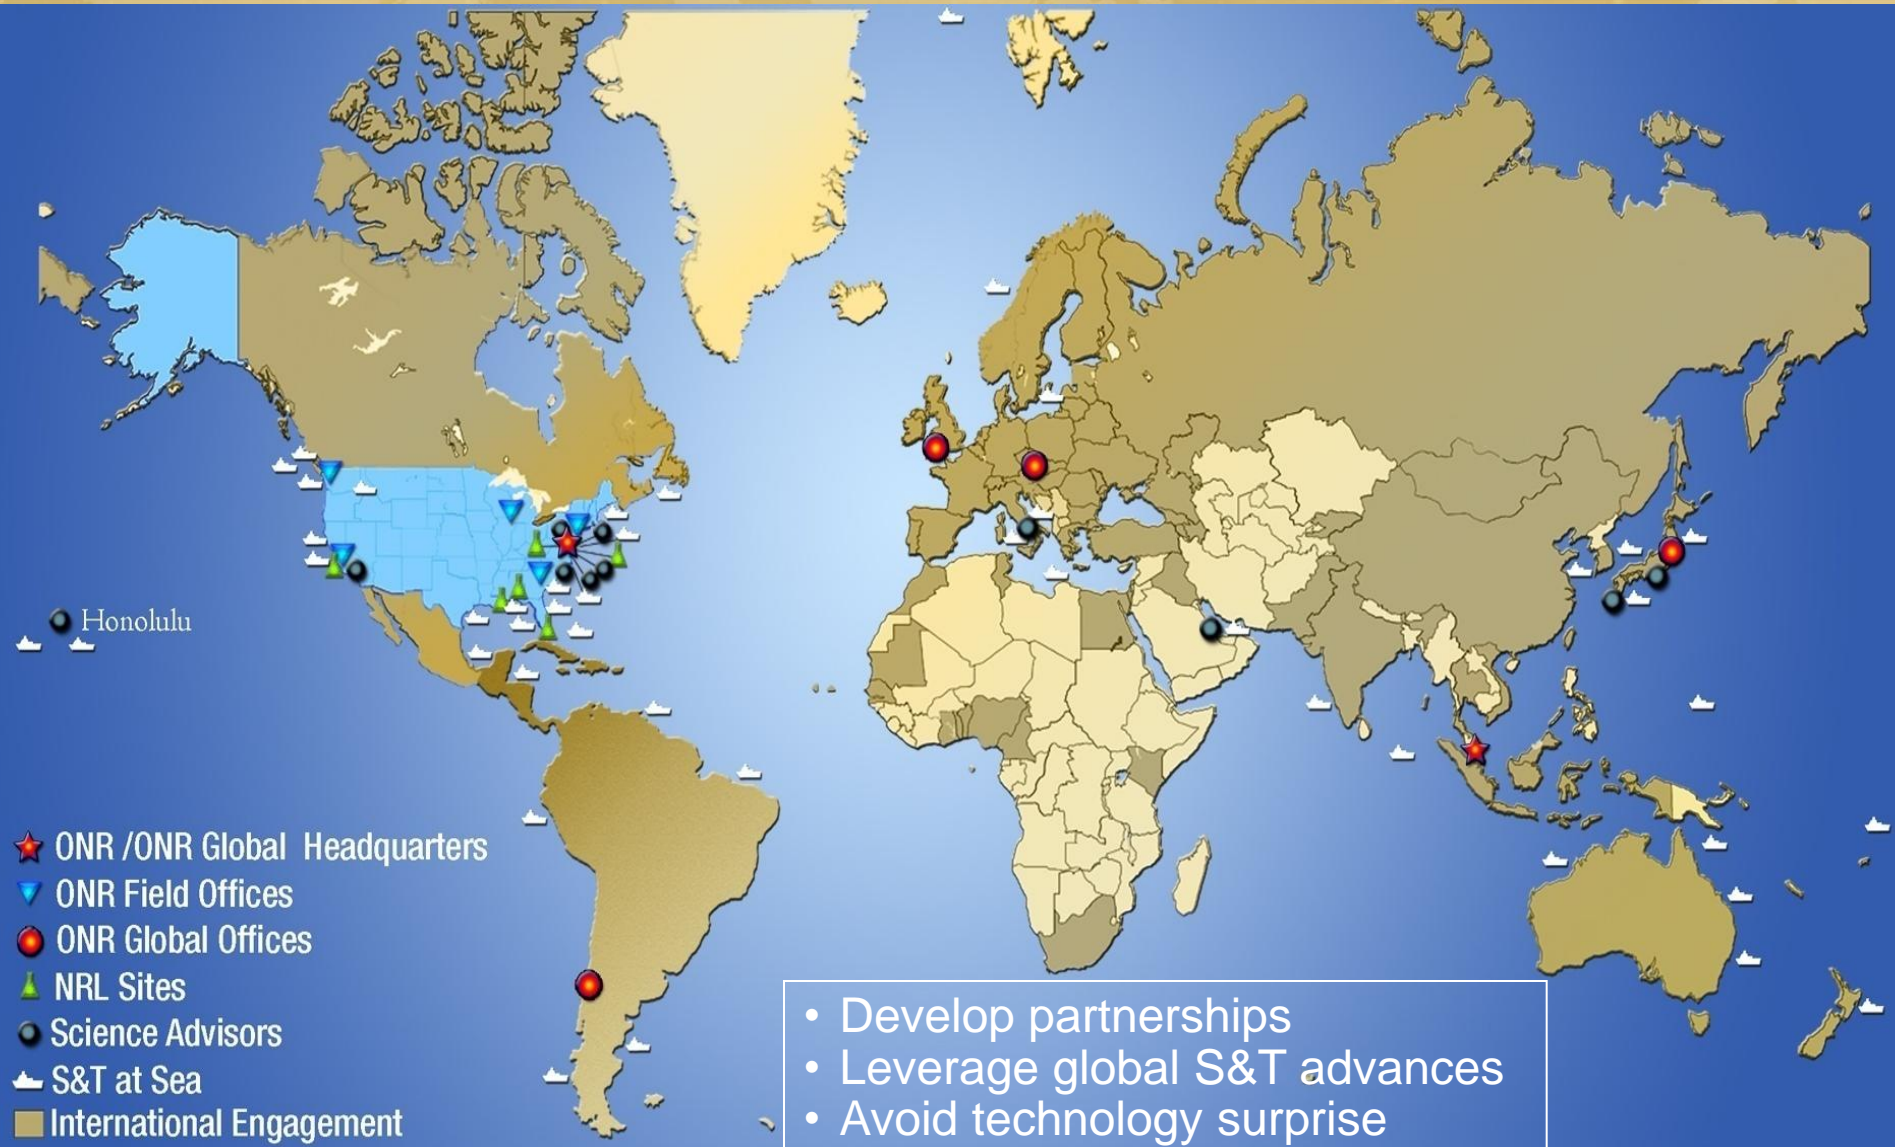 Honolulu
ONR /ONR Global Headquarters
ONR Field Offices
ONR Global Offices
NRL Sites
Science Advisors
S&T at Sea
International Engagement
• Develop partnerships
• Leverage global S&T advances
• Avoid technology surprise